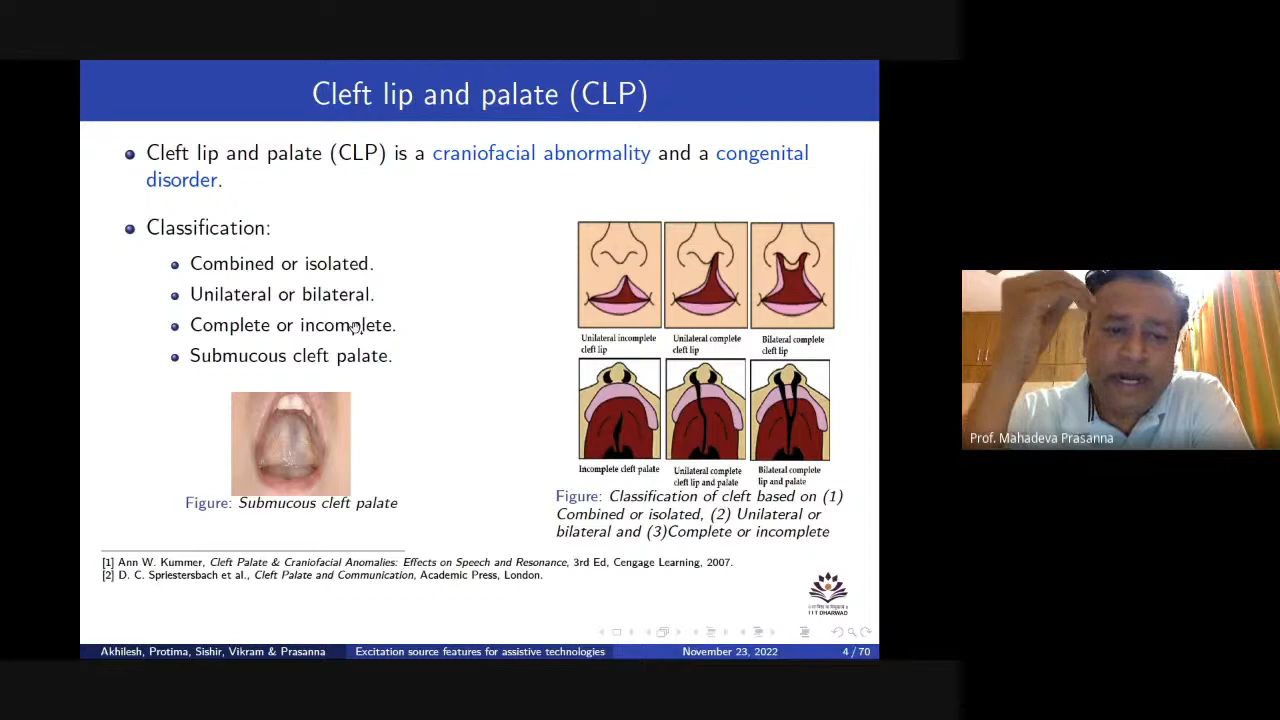 Cleft lip and palate (CLP)
Cleft lip and palate (CLP) is a craniofacial abnormality and a congenital
disorder.
Classification:
Combined or isolated.
Unilateral or bilateral.
Complete or incomplete.
Submucous cleft palate.
Figure: Submucous cleft palate
Unilateral incomplete
cleft lip
Unilateral complete
cleft lip
Bilateral complete
cleft lip
Incomplete cleft palate
Unilateral complete
cleft lip and palate
Bilateral complete
lip and palate
Figure: Classification of cleft based on (1)
Combined or isolated, (2) Unilateral or
bilateral and (3)Complete or incomplete
[1] Ann W. Kummer, Cleft Palate & Craniofacial Anomalies: Effects on Speech and Resonance, 3rd Ed, Cengage Learning, 2007.
[2] D. C. Spriestersbach et al., Cleft Palate and Communication, Academic Press, London.
IIT DHARWAD
Akhilesh, Protima, Sishir, Vikram & Prasanna
Excitation source features for assistive technologies
November 23, 2022
4 / 70
Prof. Mahadeva Prasanna